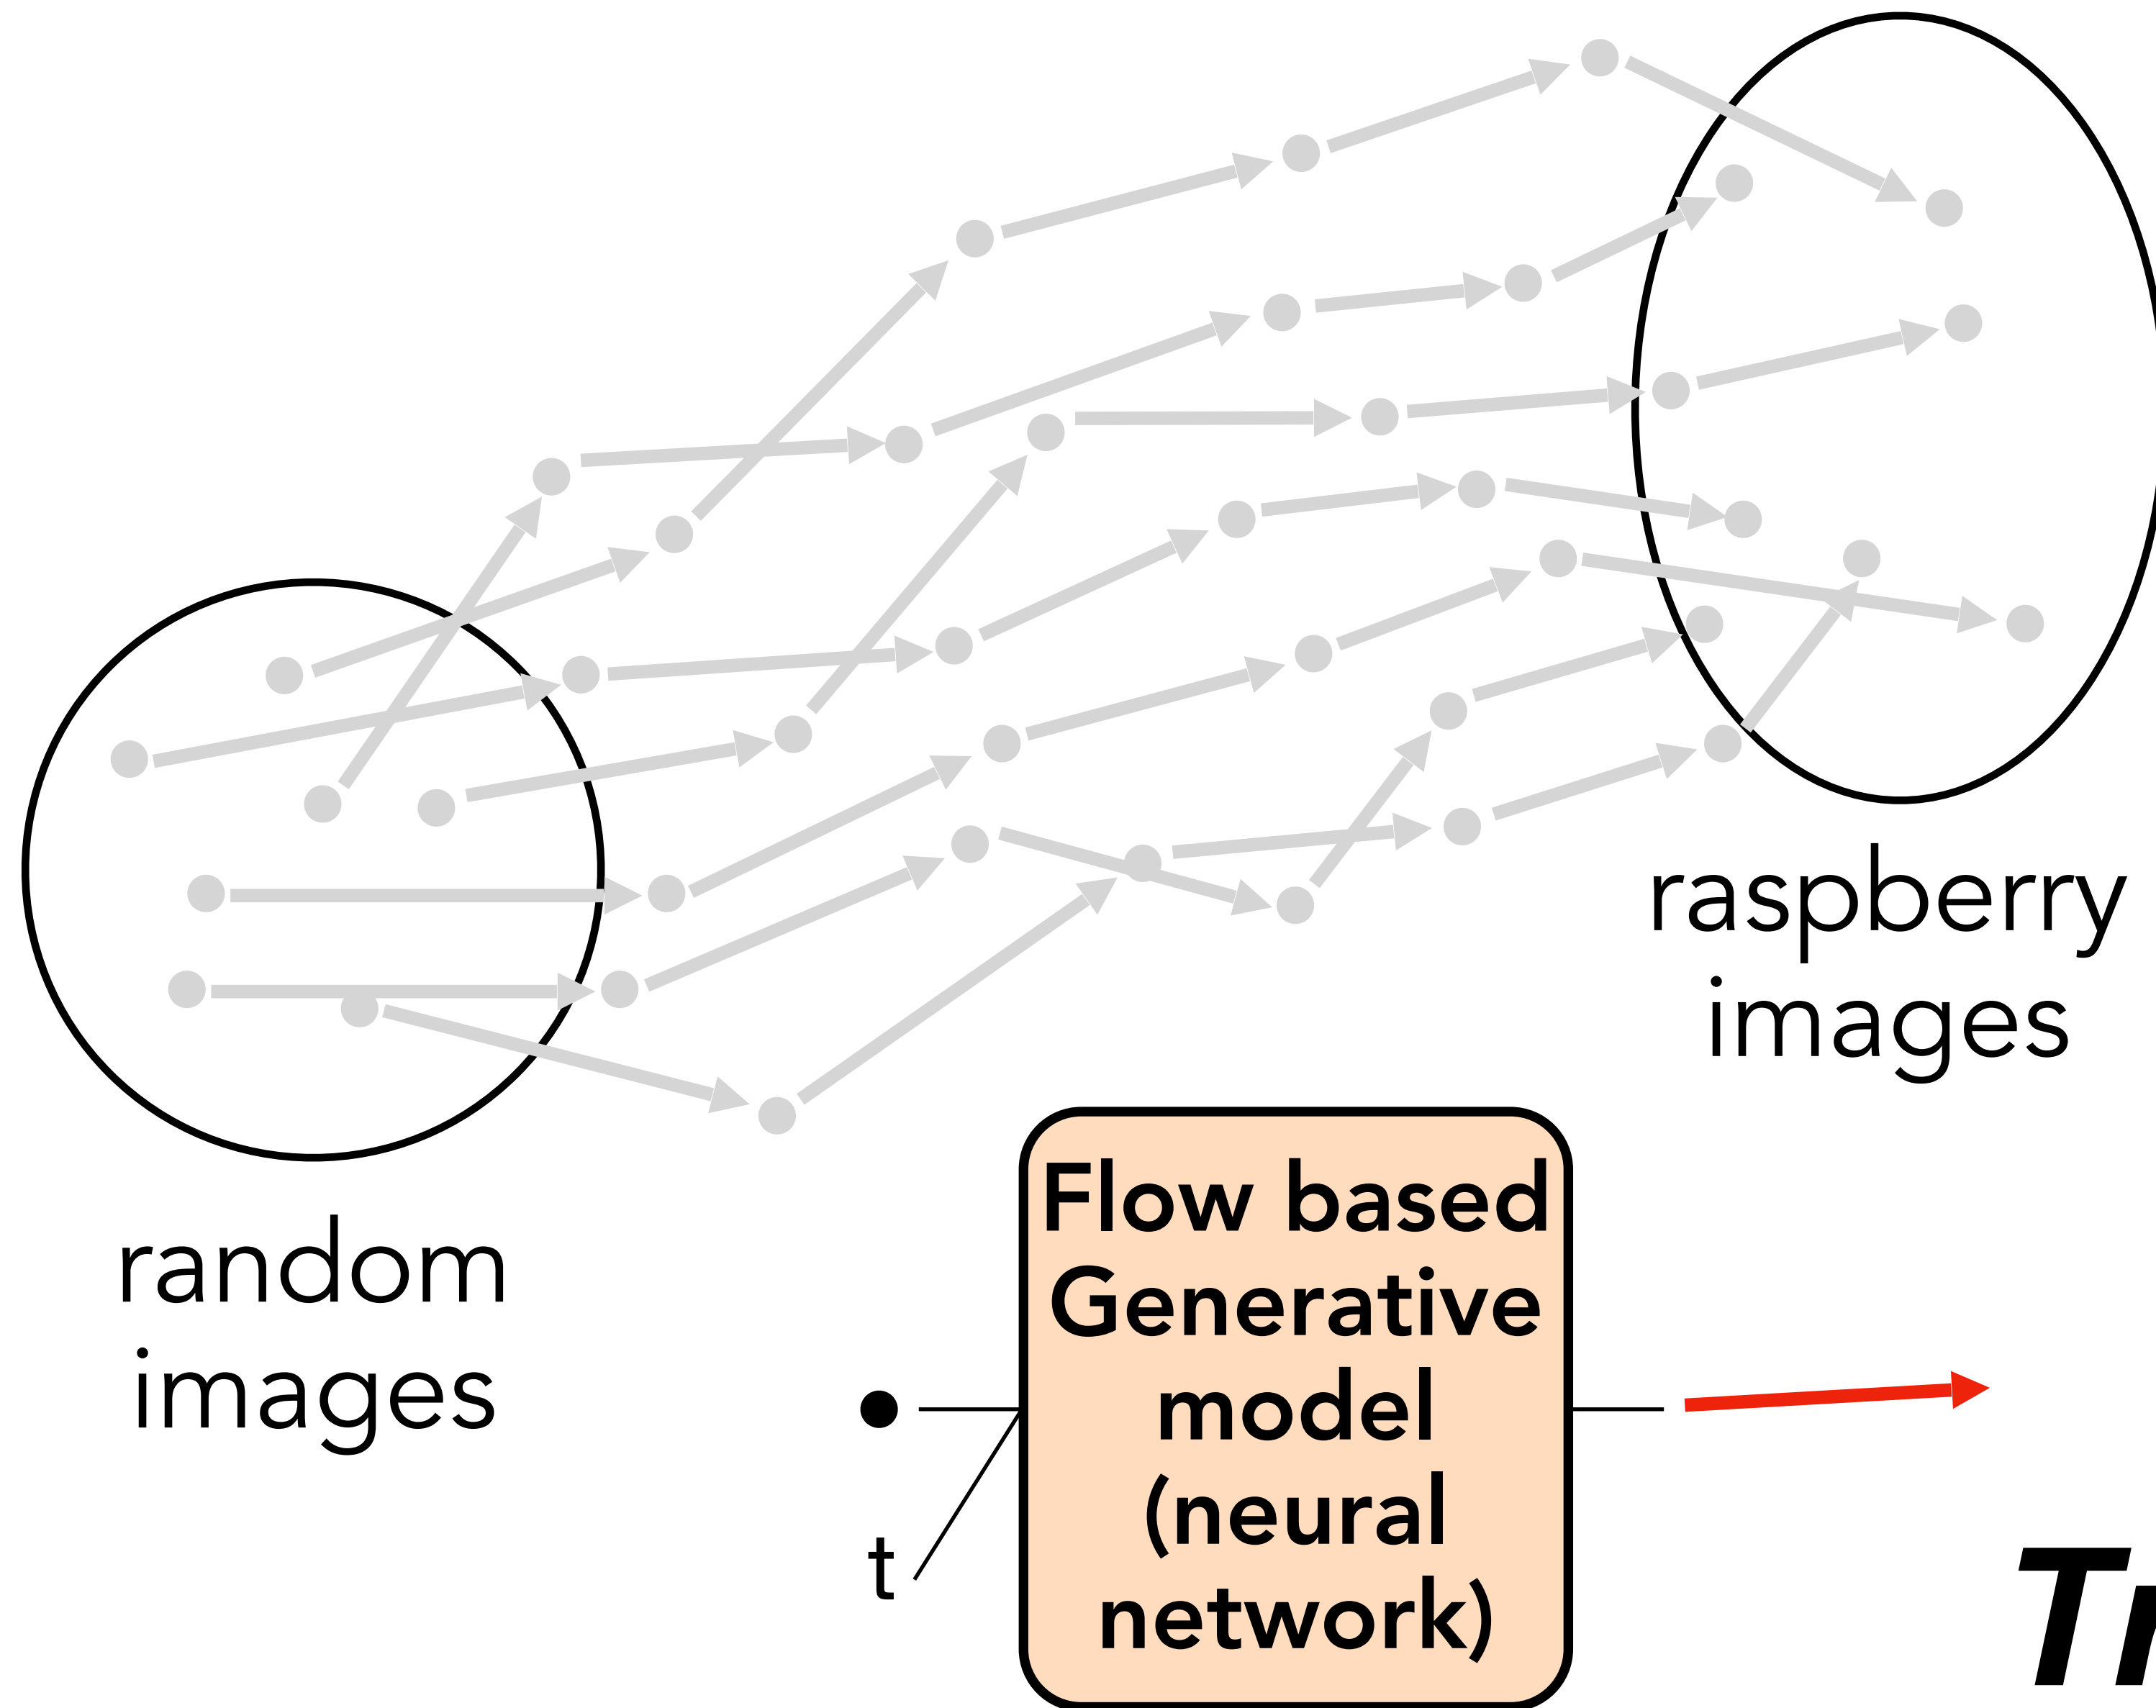 raspberry
images
random
images
Flow based
Generative
model
(neural
network)
t